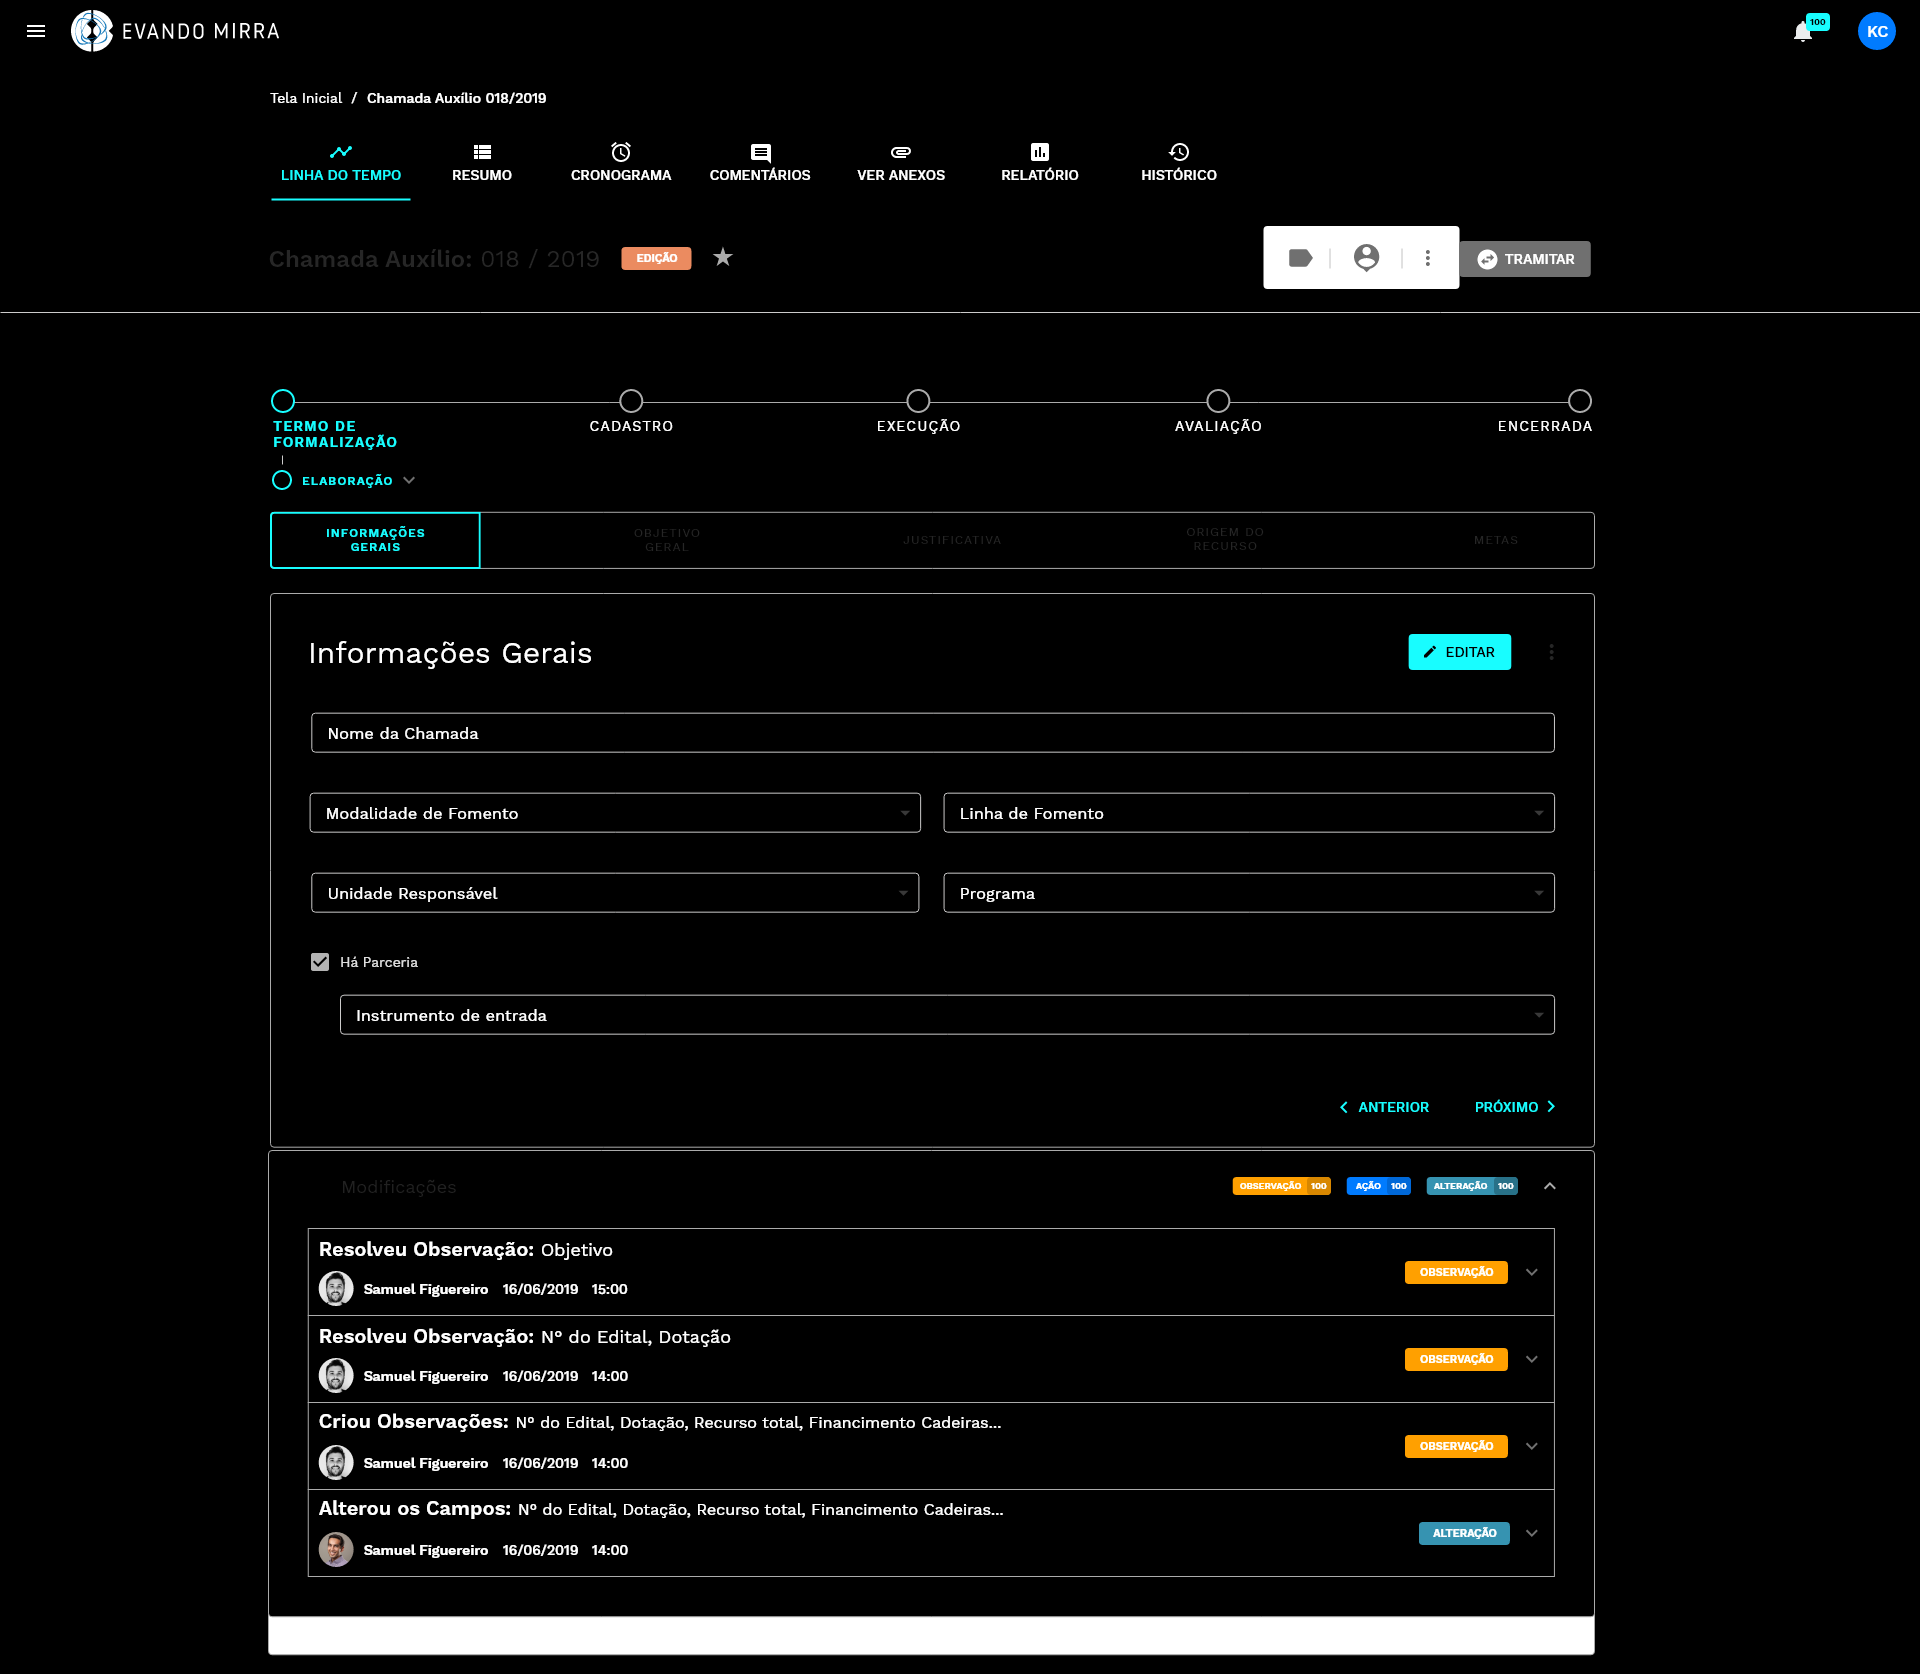 EVANDO MIRRA
100
KC
Tela Inicial / Chamada Auxílio 018/2019
LINHA DO TEMPO
RESUMO
CRONOGRAMA
COMENTÁRIOS
VER ANEXOS
RELATÓRIO
HISTÓRICO
Chamada Auxílio: 018 / 2019
EDIÇÃO
TRAMITAR
TERMO DE
FORMALIZAÇÃO
CADASTRO
EXECUÇÃO
AVALIAÇÃO
ENCERRADA
ELABORAÇÃO
INFORMAÇÕES
GERAIS
OBJETIVO
GERAL
JUSTIFICATIVA
ORIGEM DO
RECURSO
METAS
Informações Gerais
EDITAR
Nome da Chamada
Modalidade de Fomento
Linha de Fomento
Unidade Responsável
Programa
Há Parceria
Instrumento de entrada
ANTERIOR
PRÓXIMO
Modificações
OBSERVAÇÃO 100
AÇÃO 100
ALTERAÇÃO 100
Resolveu Observação: Objetivo
Samuel Figuereiro 16/06/2019 15:00
OBSERVAÇÃO
Resolveu Observação: N° do Edital, Dotação
Samuel Figuereiro 16/06/2019 14:00
OBSERVAÇÃO
Criou Observações: Nº do Edital, Dotação, Recurso total, Financimento Cadeiras...
Samuel Figuereiro 16/06/2019 14:00
OBSERVAÇÃO
Alterou os Campos: Nº do Edital, Dotação, Recurso total, Financimento Cadeiras...
Samuel Figuereiro 16/06/2019 14:00
ALTERAÇÃO